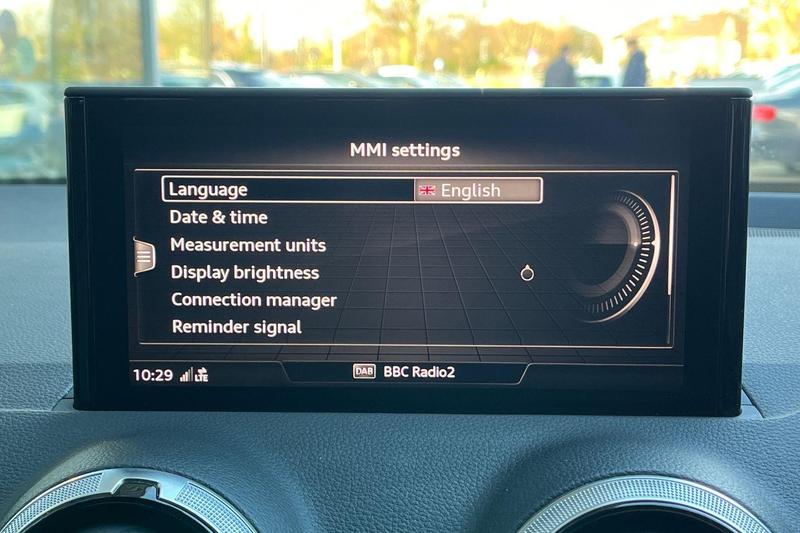 MMI settings
Language English
Date & time
Measurement units
Display brightness
Connection manager
Reminder signal
10:29 LTE DAB BBC Radio2